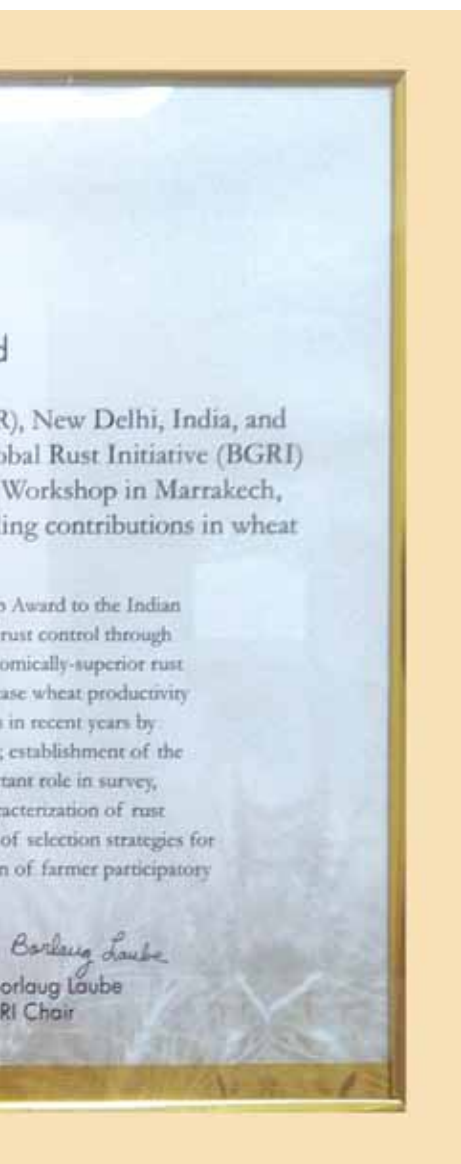 d
R), New Delhi, India, and
obal Rust Initiative (BGRI)
Workshop in Marrakech,
ing contributions in wheat
p Award to the Indian
rust control through
omically-superior rust
ase wheat productivity
s in recent years by
; establishment of the
tant role in survey,
acterization of rust
of selection strategies for
n of farmer participatory
Borlaug Laube
orlaug Laube
RI Chair